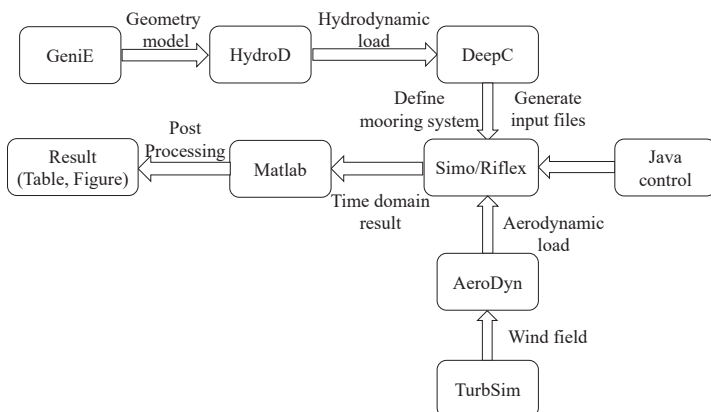 Geometry
model
Hydrodynamic
load
GeniE
HydroD
DeepC
Define
mooring system
Generate
input files
Post
Processing
Result
(Table, Figure)
Matlab
Simo/Riflex
Java
control
Time domain
result
Aerodynamic
load
AeroDyn
Wind field
TurbSim